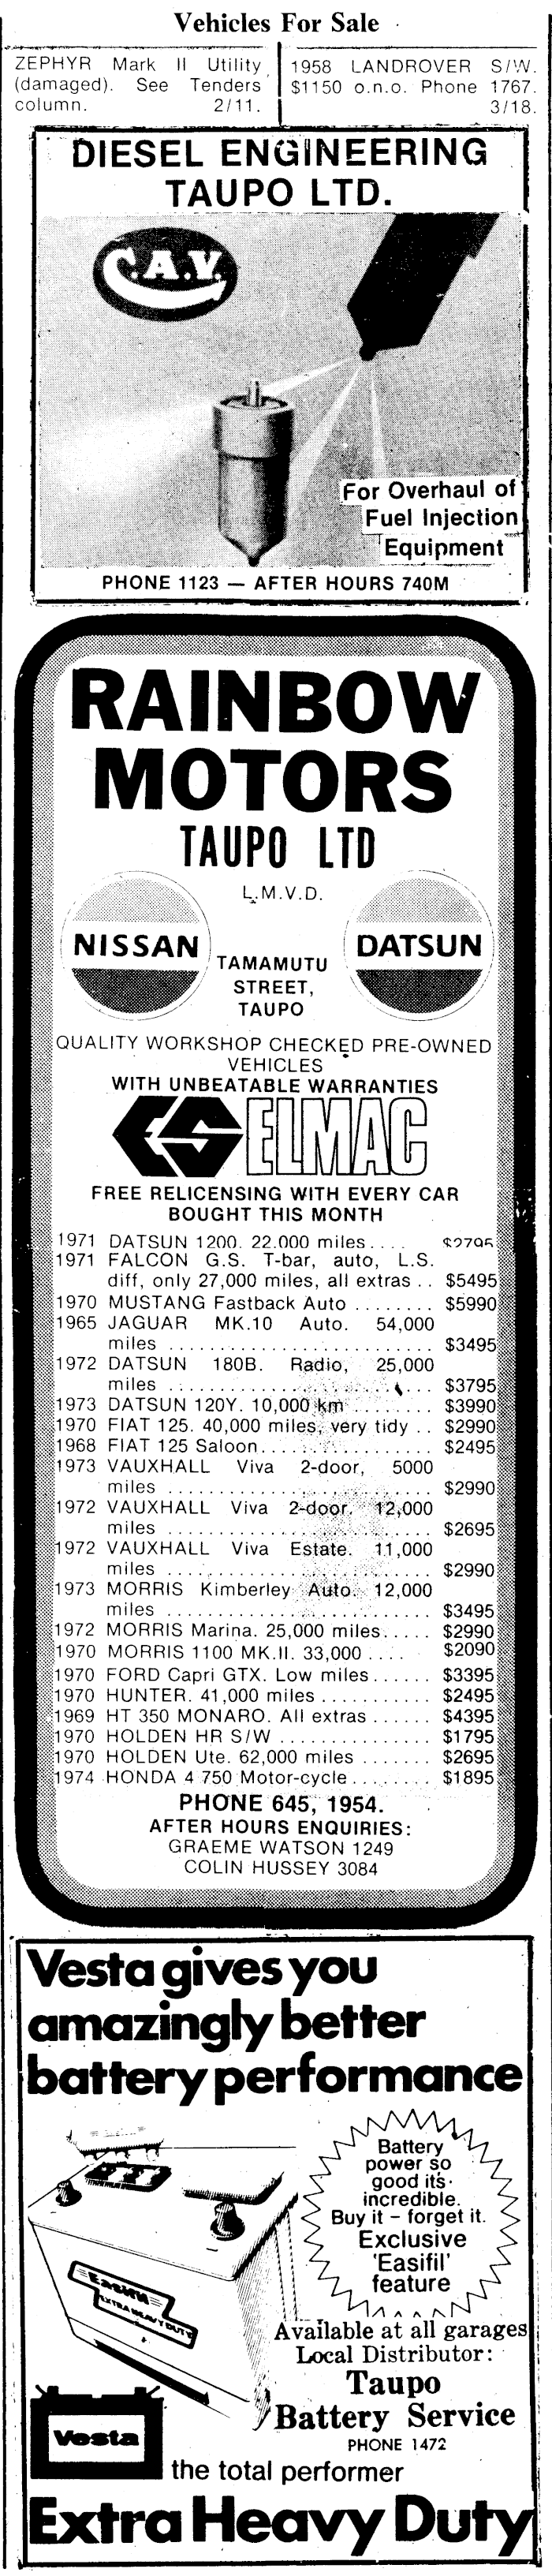 Vehicles For Sale
ZEPHYR Mark II Utility
(damaged). See Tenders
column. 2/11.
1958 LANDROVER S/W.
$1150 o.n.o. Phone 1767.
3/18.
DIESEL ENGINEERING
TAUPO LTD.
C.A.V.
For Overhaul of
Fuel Injection
Equipment
PHONE 1123 — AFTER HOURS 740M
RAINBOW
MOTORS
TAUPO LTD
L.M.V.D.
NISSAN
DATSUN
TAMAMUTU
STREET,
TAUPO
QUALITY WORKSHOP CHECKED PRE-OWNED
VEHICLES
WITH UNBEATABLE WARRANTIES
ELMAC
FREE RELICENSING WITH EVERY CAR
BOUGHT THIS MONTH
1971 DATSUN 1200. 22.000 miles.... $2795
1971 FALCON G.S. T-bar, auto, L.S.
diff, only 27,000 miles, all extras .. $5495
1970 MUSTANG Fastback Auto ........ $5990
1965 JAGUAR MK.10 Auto. 54,000
miles ........................ $3495
1972 DATSUN 180B. Radio, 25,000
miles ........................ $3795
1973 DATSUN 120Y. 10,000 km ........ $3990
1970 FIAT 125. 40,000 miles, very tidy .. $2990
1968 FIAT 125 Saloon................ $2495
1973 VAUXHALL Viva 2-door, 5000
miles ........................ $2990
1972 VAUXHALL Viva 2-door. 12,000
miles ........................ $2695
1972 VAUXHALL Viva Estate. 11,000
miles ........................ $2990
1973 MORRIS Kimberley Auto. 12,000
miles ........................ $3495
1972 MORRIS Marina. 25,000 miles..... $2990
1970 MORRIS 1100 MK.II. 33,000 .... $2090
1970 FORD Capri GTX. Low miles...... $3395
1970 HUNTER. 41,000 miles ........... $2495
1969 HT 350 MONARO. All extras ...... $4395
1970 HOLDEN HR S/W .............. $1795
1970 HOLDEN Ute. 62,000 miles ....... $2695
1974 HONDA 4 750 Motor-cycle........ $1895
PHONE 645, 1954.
AFTER HOURS ENQUIRIES:
GRAEME WATSON 1249
COLIN HUSSEY 3084
Vesta gives you
amazingly better
battery performance
Battery
power so
good it's
incredible.
Buy it – forget it.
Exclusive
'Easifil'
feature
Easifil
EXTRA HEAVY DUTY
Available at all garages
Local Distributor:
Taupo
Battery Service
PHONE 1472
Vesta
the total performer
Extra Heavy Duty